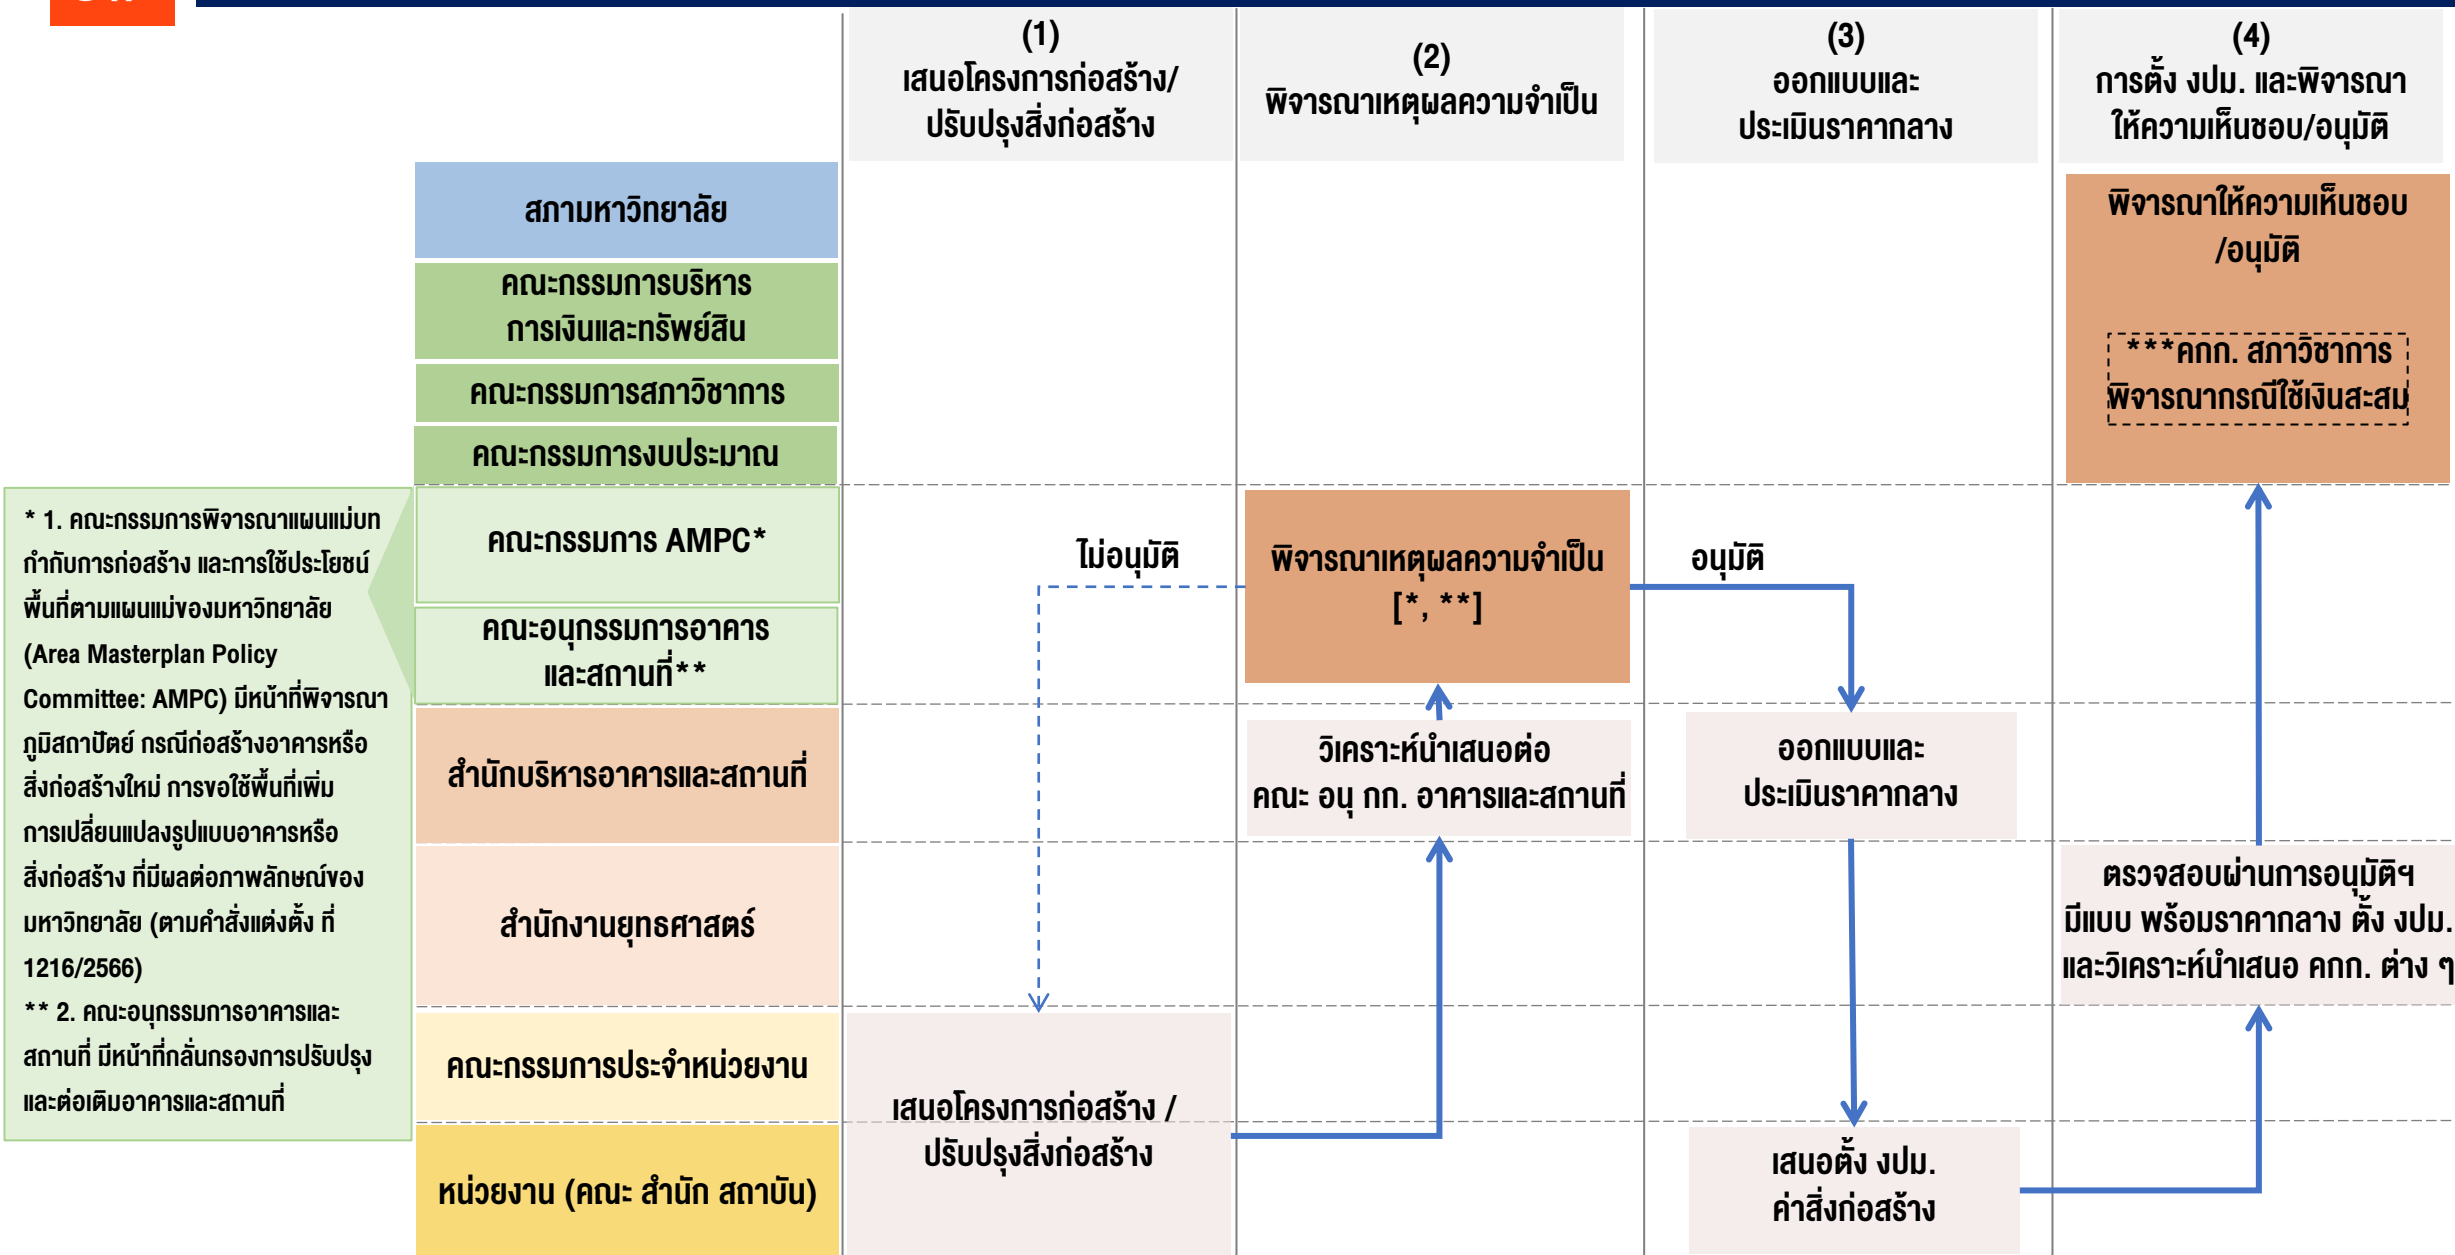 (1)
เสนอโครงการก่อสร้าง/
ปรับปรุงสิ่งก่อสร้าง
(2)
พิจารณาเหตุผลความจำเป็น
(3)
ออกแบบและ
ประเมินราคากลาง
(4)
การตั้ง งปม. และพิจารณา
ให้ความเห็นชอบ/อนุมัติ
สภามหาวิทยาลัย
คณะกรรมการบริหาร
การเงินและทรัพย์สิน
คณะกรรมการสภาวิชาการ
คณะกรรมการงบประมาณ
พิจารณาให้ความเห็นชอบ
/อนุมัติ
***คกก. สภาวิชาการ
พิจารณากรณีใช้เงินสะสม
* 1. คณะกรรมการพิจารณาแผนแม่บท
กำกับการก่อสร้าง และการใช้ประโยชน์
พื้นที่ตามแผนแม่ของมหาวิทยาลัย
(Area Masterplan Policy
Committee: AMPC) มีหน้าที่พิจารณา
ภูมิสถาปัตย์ กรณีก่อสร้างอาคารหรือ
สิ่งก่อสร้างใหม่ การขอใช้พื้นที่เพิ่ม
การเปลี่ยนแปลงรูปแบบอาคารหรือ
สิ่งก่อสร้าง ที่มีผลต่อภาพลักษณ์ของ
มหาวิทยาลัย (ตามคำสั่งแต่งตั้ง ที่
1216/2566)
** 2. คณะอนุกรรมการอาคารและ
สถานที่ มีหน้าที่กลั่นกรองการปรับปรุง
และต่อเติมอาคารและสถานที่
คณะกรรมการ AMPC*
คณะอนุกรรมการอาคาร
และสถานที่**
ไม่อนุมัติ
พิจารณาเหตุผลความจำเป็น
[*, **]
อนุมัติ
สำนักบริหารอาคารและสถานที่
วิเคราะห์นำเสนอต่อ
คณะ อนุ กก. อาคารและสถานที่
ออกแบบและ
ประเมินราคากลาง
สำนักงานยุทธศาสตร์
ตรวจสอบผ่านการอนุมัติฯ
มีแบบ พร้อมราคากลาง ตั้ง งปม.
และวิเคราะห์นำเสนอ คกก. ต่าง ๆ
คณะกรรมการประจำหน่วยงาน
เสนอโครงการก่อสร้าง /
ปรับปรุงสิ่งก่อสร้าง
หน่วยงาน (คณะ สำนัก สถาบัน)
เสนอตั้ง งปม.
ค่าสิ่งก่อสร้าง